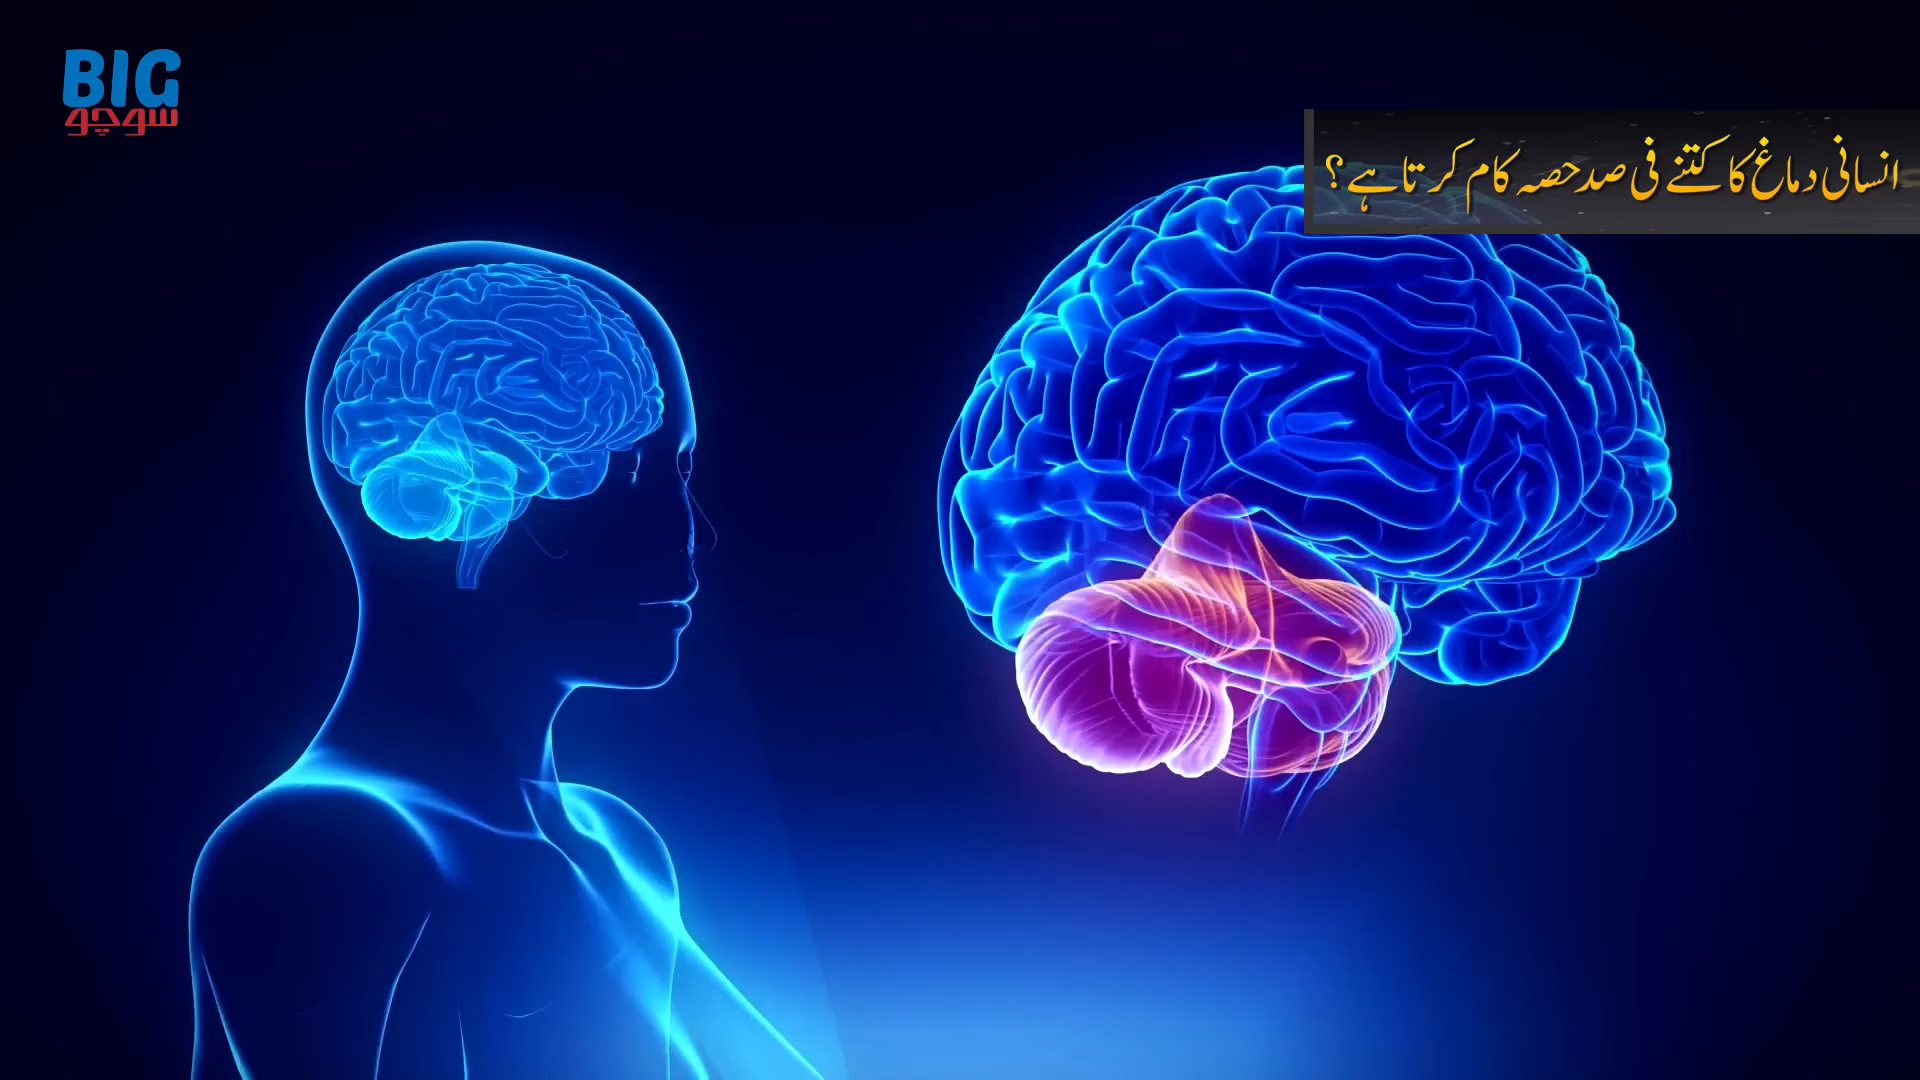 BIG
سوچو
انسانی دماغ کا کتنے فی صد حصہ کام کرتا ہے؟